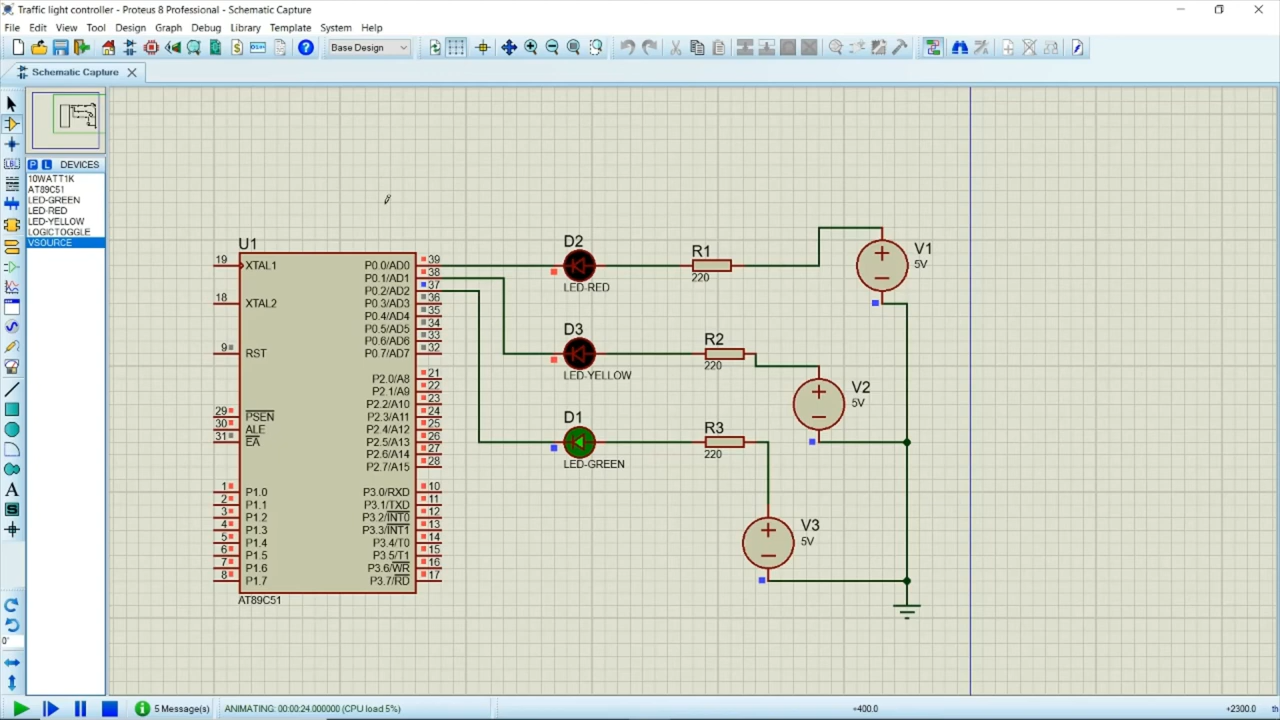 Traffic light controller - Proteus 8 Professional - Schematic Capture
File Edit View Tool Design Graph Debug Library Template System Help
Base Design
Schematic Capture
P L DEVICES
10WATT1K
AT89C51
LED-GREEN
LED-RED
LED-YELLOW
LOGICTOGGLE
VSOURCE
U1
19 XTAL1
18 XTAL2
9 RST
29 PSEN
30 ALE
31 EA
1 P1.0
2 P1.1
3 P1.2
4 P1.3
5 P1.4
6 P1.5
7 P1.6
8 P1.7
P0.0/AD0 39
P0.1/AD1 38
P0.2/AD2 37
P0.3/AD3 36
P0.4/AD4 35
P0.5/AD5 34
P0.6/AD6 33
P0.7/AD7 32
P2.0/A8 21
P2.1/A9 22
P2.2/A10 23
P2.3/A11 24
P2.4/A12 25
P2.5/A13 26
P2.6/A14 27
P2.7/A15 28
P3.0/RXD 10
P3.1/TXD 11
P3.2/INT0 12
P3.3/INT1 13
P3.4/T0 14
P3.5/T1 15
P3.6/WR 16
P3.7/RD 17
AT89C51
D2
LED-RED
R1
220
V1
5V
D3
LED-YELLOW
R2
220
V2
5V
D1
LED-GREEN
R3
220
V3
5V
LBL
A
S
0°
5 Message(s)
ANIMATING: 00:00:24.000000 (CPU load 5%)
+400.0
+2300.0
th